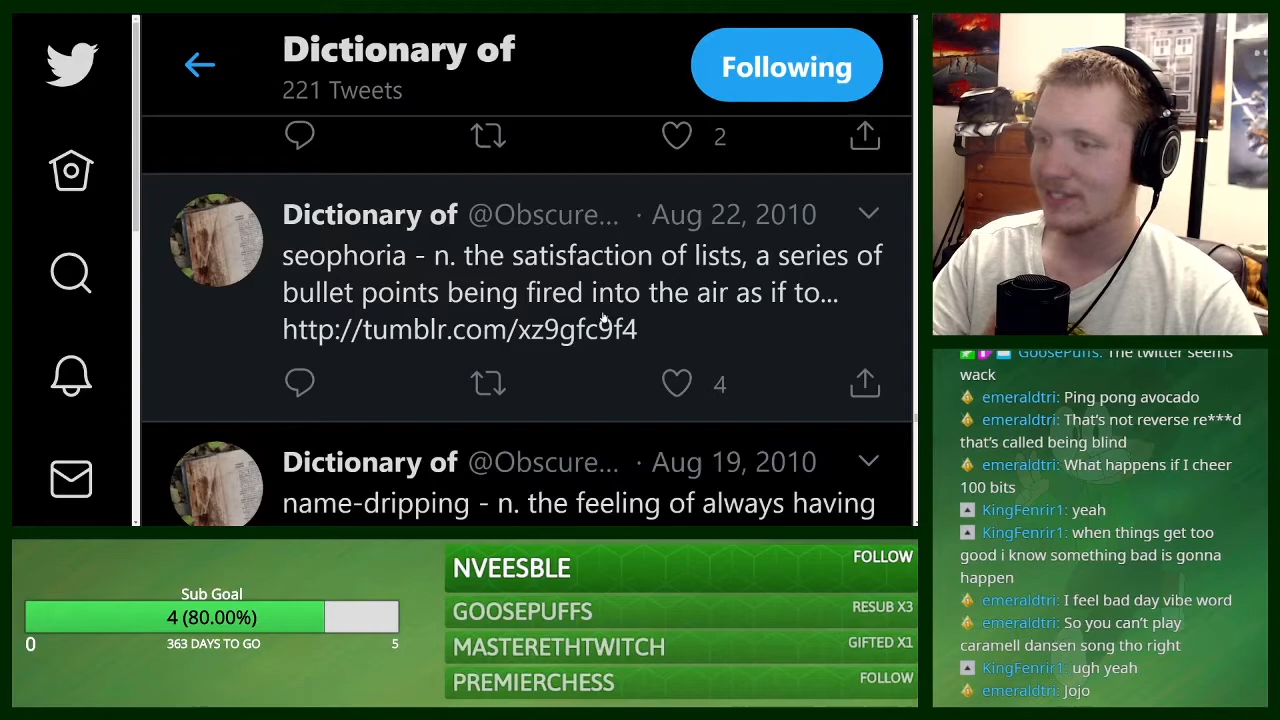 Dictionary of
221 Tweets
Following
2
Dictionary of @Obscure... · Aug 22, 2010
seophoria - n. the satisfaction of lists, a series of
bullet points being fired into the air as if to...
http://tumblr.com/xz9gfc9f4
4
Dictionary of @Obscure... · Aug 19, 2010
name-dripping - n. the feeling of always having
Sub Goal
4 (80.00%)
0
363 DAYS TO GO
5
NVEESBLE FOLLOW
GOOSEPUFFS RESUB X3
MASTERETHTWITCH GIFTED X1
PREMIERCHESS FOLLOW
GoosePuffs: The twitter seems
wack
emeraldtri: Ping pong avocado
emeraldtri: That's not reverse re***d
that's called being blind
emeraldtri: What happens if I cheer
100 bits
KingFenrir1: yeah
KingFenrir1: when things get too
good i know something bad is gonna
happen
emeraldtri: I feel bad day vibe word
emeraldtri: So you can't play
caramell dansen song tho right
KingFenrir1: ugh yeah
emeraldtri: Jojo